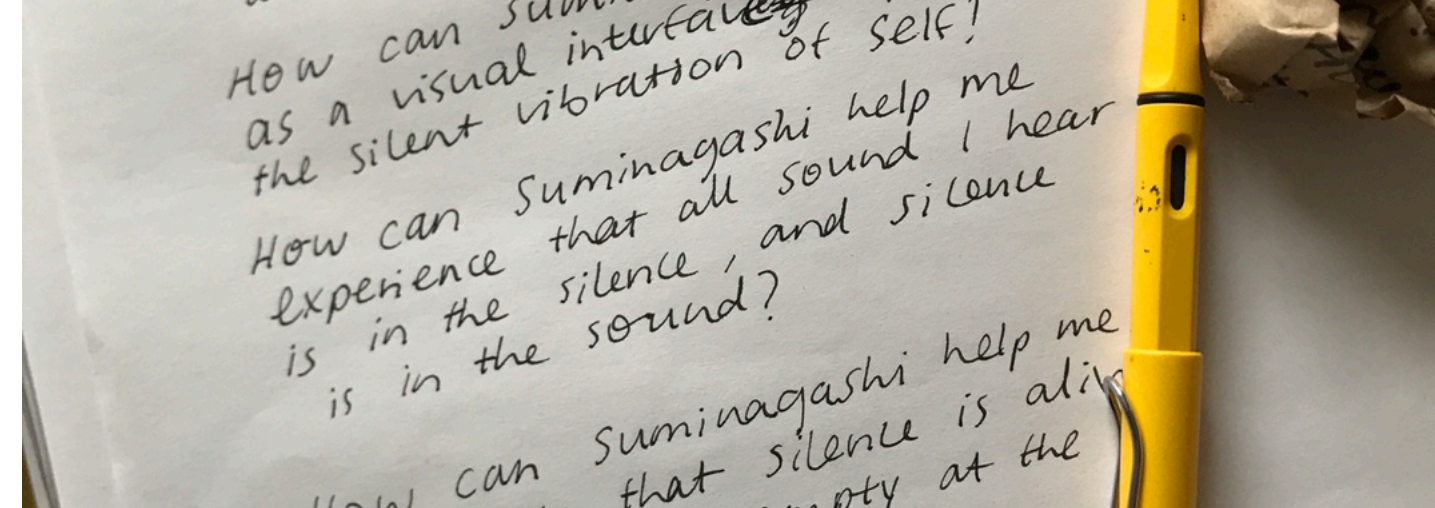 How can
as a visual interface
the silent vibration of self!
How can Suminagashi help me
experience that all sound I hear
is in the silence, and silence
is in the sound?
How can Suminagashi help me
that silence is
at the